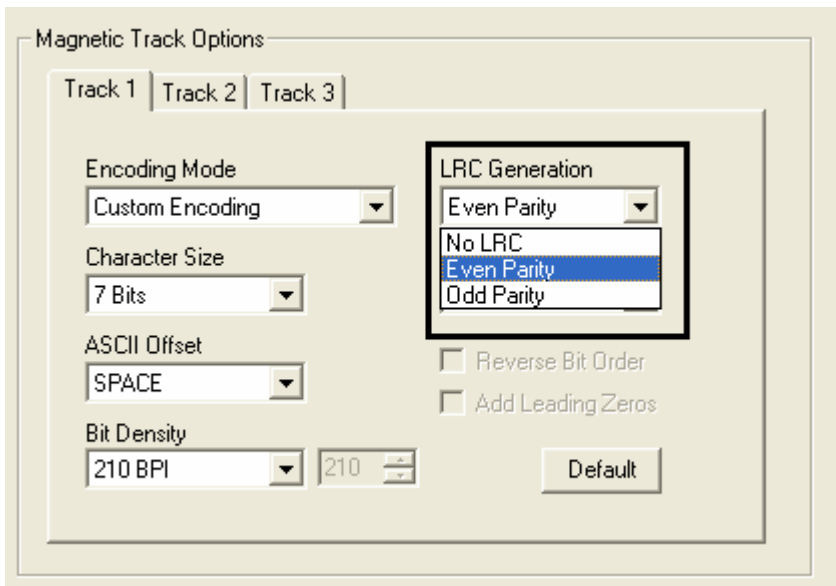 Magnetic Track Options
Track 1 Track 2 Track 3
Encoding Mode
Custom Encoding
Character Size
7 Bits
ASCII Offset
SPACE
Bit Density
210 BPI 210
LRC Generation
Even Parity
No LRC
Even Parity
Odd Parity
Reverse Bit Order
Add Leading Zeros
Default